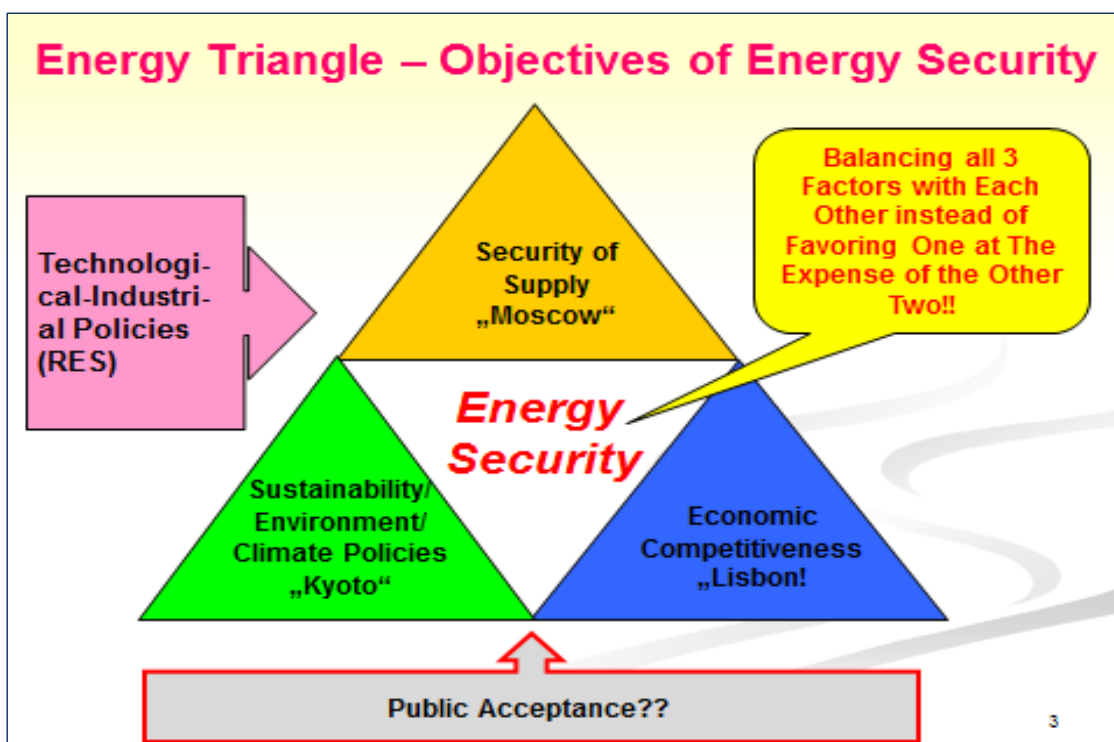 Energy Triangle – Objectives of Energy Security
Balancing all 3
Factors with Each
Other instead of
Favoring One at The
Expense of the Other
Two!!
Technologi-
cal-Industri-
al Policies
(RES)
Security of
Supply
„Moscow“
Energy
Security
Sustainability/
Environment/
Climate Policies
„Kyoto“
Economic
Competitiveness
„Lisbon!
Public Acceptance??
3